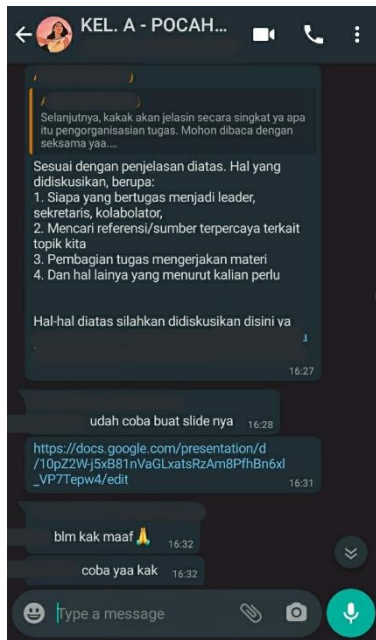 KEL. A - POCAH...
Selanjutnya, kakak akan jelasin secara singkat ya apa
itu pengorganisasian tugas. Mohon dibaca dengan
seksama yaa....
Sesuai dengan penjelasan diatas. Hal yang
didiskusikan, berupa:
1. Siapa yang bertugas menjadi leader,
sekretaris, kolabolator,
2. Mencari referensi/sumber terpercaya terkait
topik kita
3. Pembagian tugas mengerjakan materi
4. Dan hal lainya yang menurut kalian perlu
Hal-hal diatas silahkan didiskusikan disini ya
16:27
udah coba buat slide nya 16:28
https://docs.google.com/presentation/d
/10pZ2W-j5xB81nVaGLxatsRzAm8PfhBn6xl
_VP7Tepw4/edit 16:31
blm kak maaf🙏 16:32
coba yaa kak 16:32
Type a message